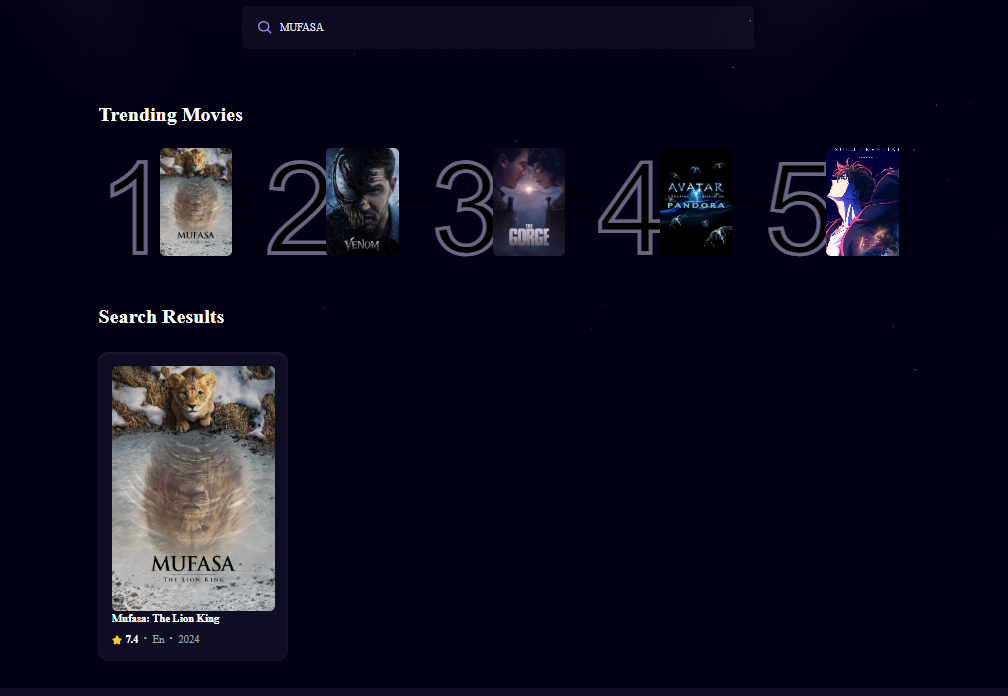 MUFASA
Trending Movies
1
MUFASA
2
VENOM
3
THE
GORGE
4
AVATAR
PANDORA
5
Search Results
MUFASA
THE LION KING
Mufasa: The Lion King
7.4 • En • 2024